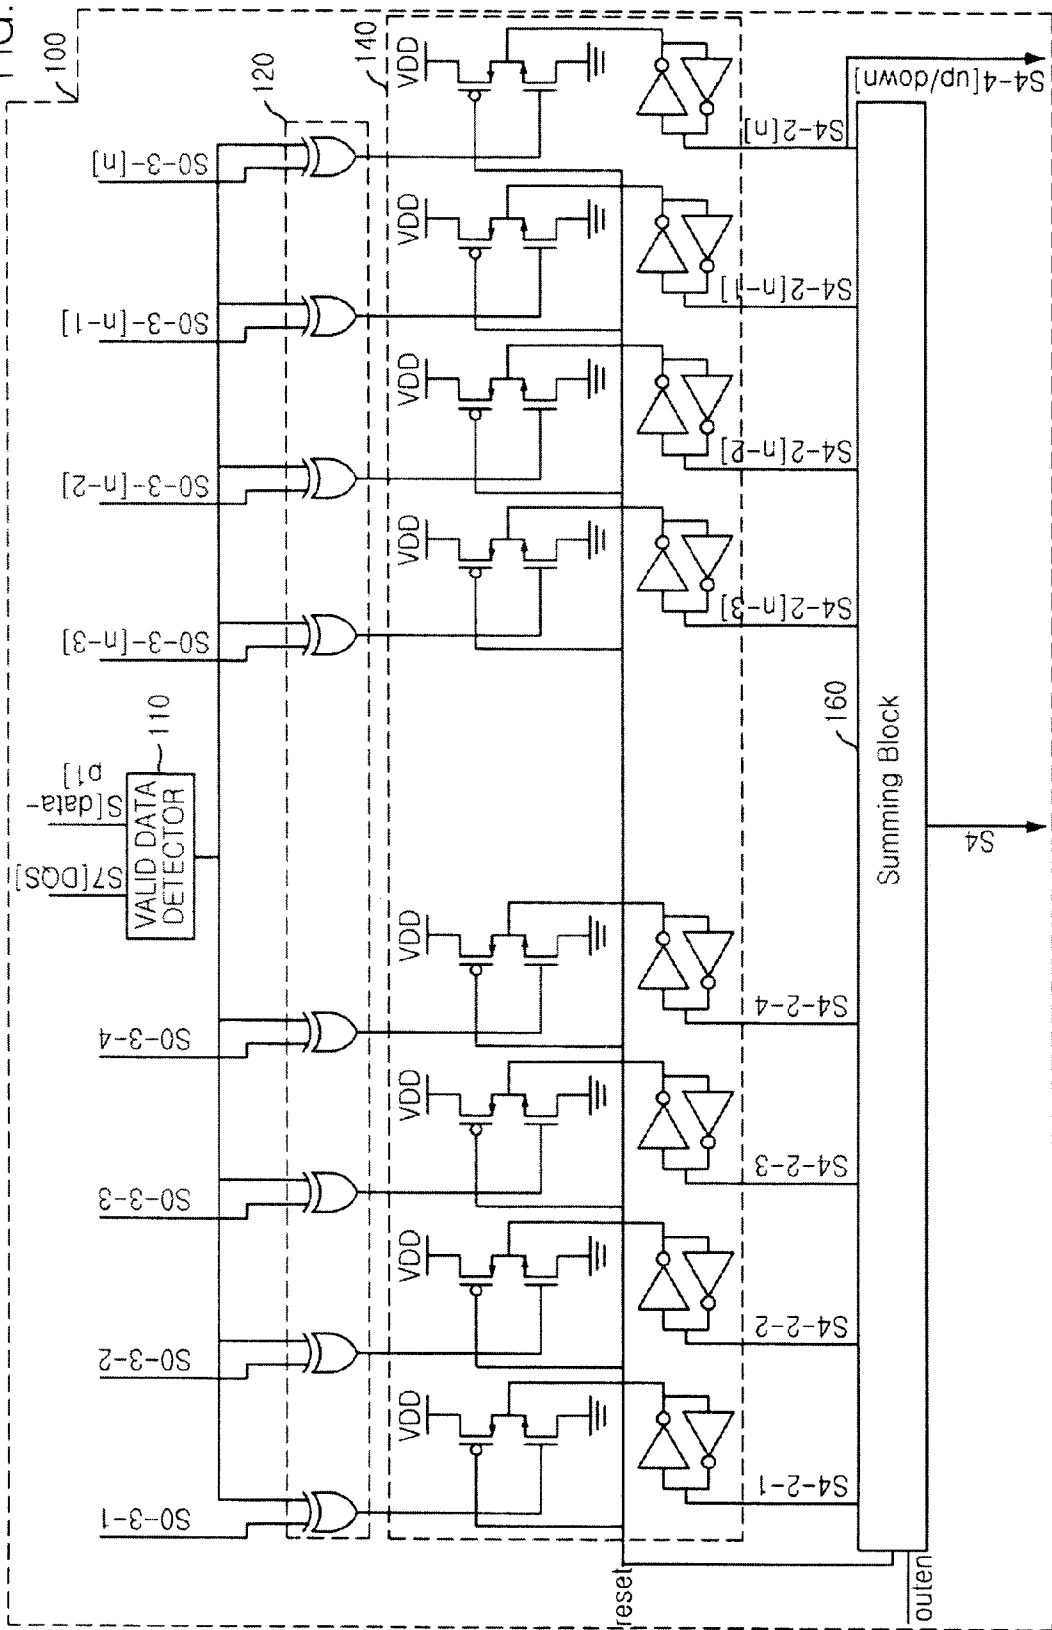 FIG.
100
120
140
S0-3-[n]
S0-3-[n-1]
S0-3-[n-2]
S0-3-[n-3]
S[data-
p1]
S7[DQS]
110
VALID DATA
DETECTOR
S0-3-4
S0-3-3
S0-3-2
S0-3-1
VDD
VDD
VDD
VDD
VDD
VDD
VDD
VDD
reset
S4-2[n]
S4-2[n-1]
S4-2[n-2]
S4-2[n-3]
S4-2-4
S4-2-3
S4-2-2
S4-2-1
S4-4[up/down]
160
Summing Block
outen
S4